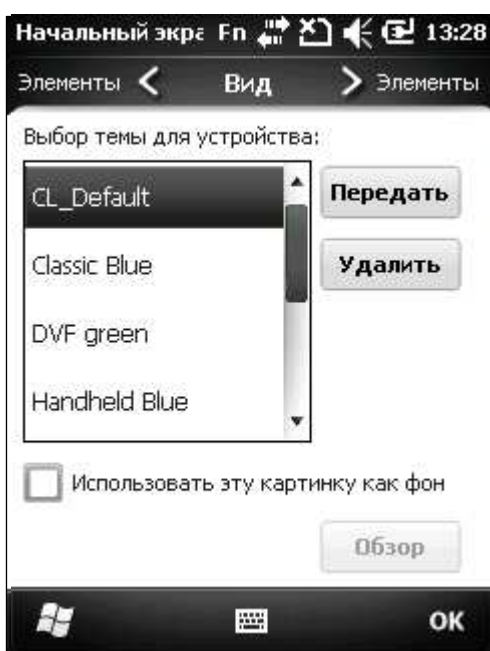 Начальный экра Fn 13:28
Элементы Вид Элементы
Выбор темы для устройства:
CL_Default
Передать
Classic Blue
Удалить
DVF green
Handheld Blue
Использовать эту картинку как фон
Обзор
OK